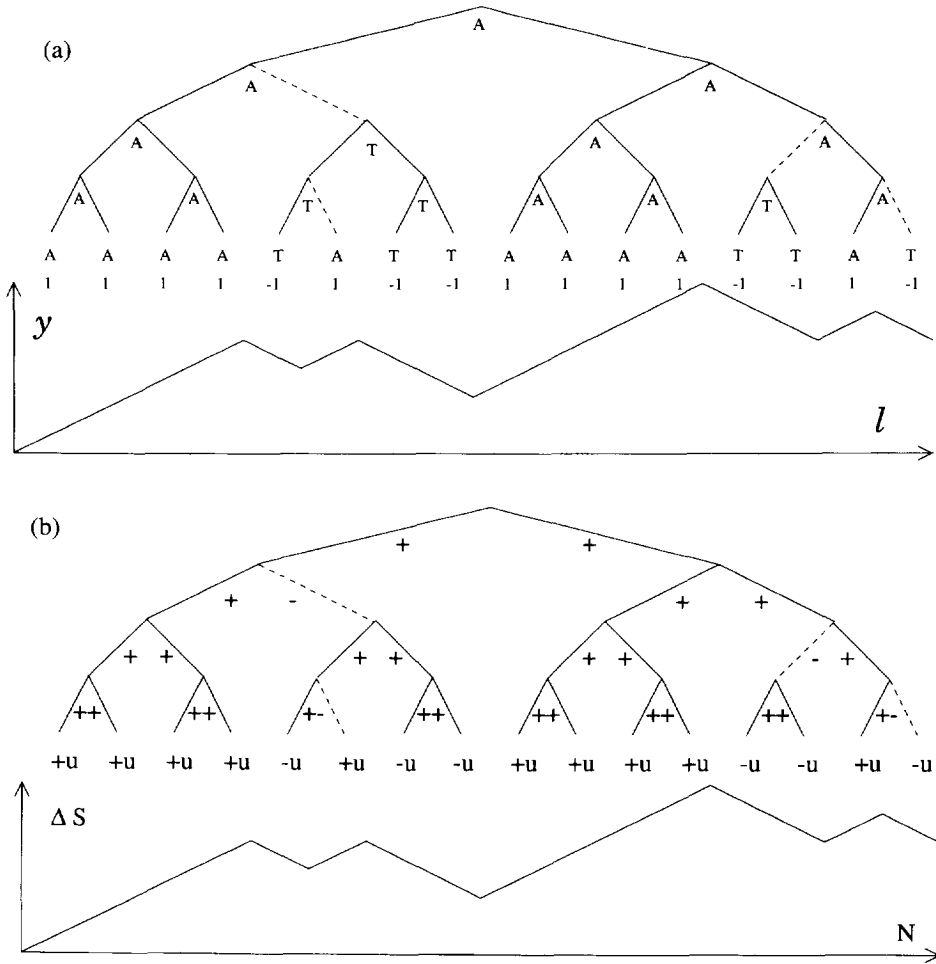 (a)
A
A A
A T A A
A A T T A A T A
A A A A T A T T A A A A T T A T
1 1 1 1 -1 1 -1 -1 1 1 1 1 -1 -1 1 -1
y
l
(b)
+ +
+ - + +
+ + + + + + - +
++ ++ +- ++ ++ ++ ++ +-
+u +u +u +u -u +u -u -u +u +u +u +u -u -u +u -u
Δ S
N